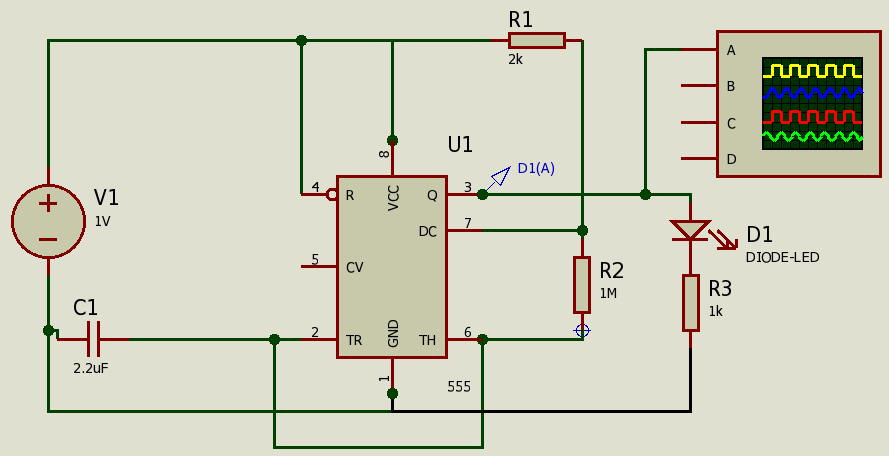 R1
2k
A
B
C
D
V1
1V
U1
8
4
R
VCC
Q
3
D1(A)
DC
7
5
CV
D1
DIODE-LED
R2
1M
R3
1k
C1
2.2uF
2
TR
GND
TH
6
1
555